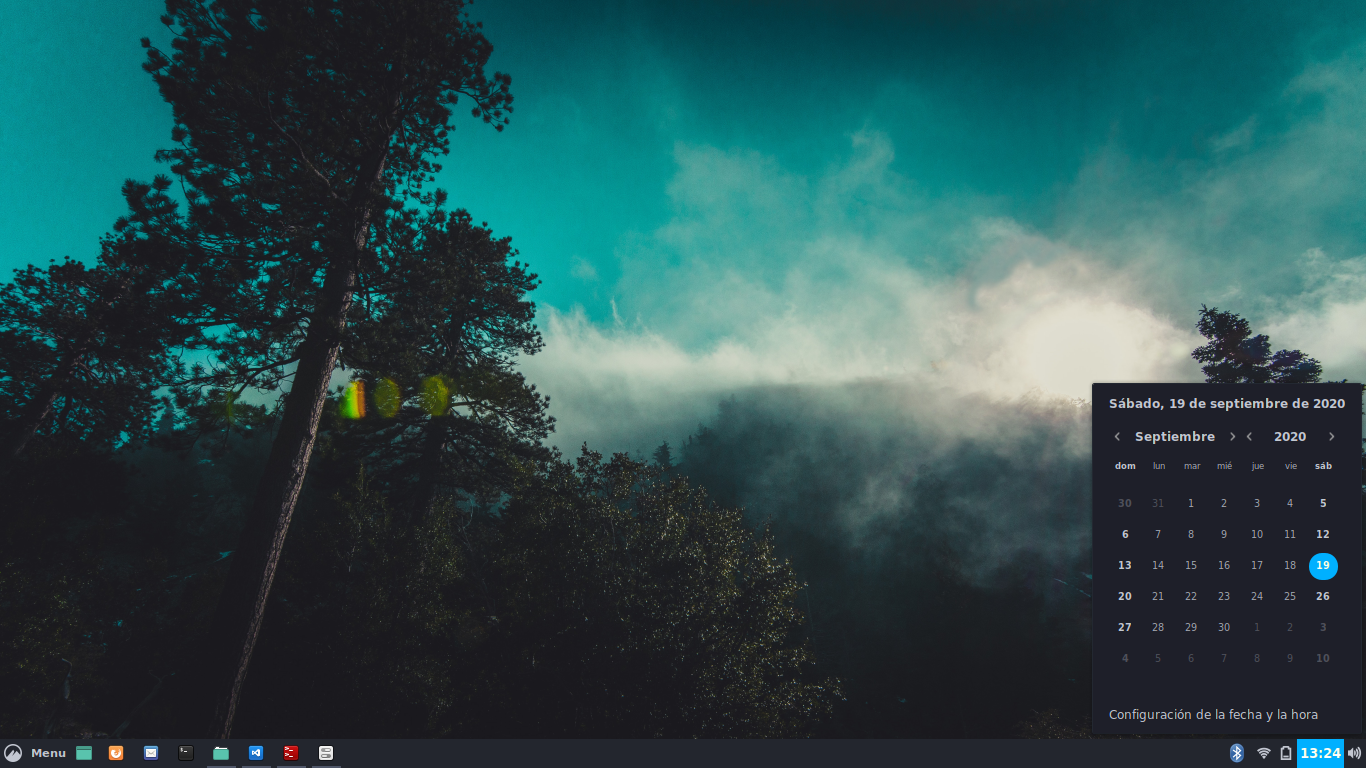 Sábado, 19 de septiembre de 2020
Septiembre 2020
dom lun mar mié jue vie sáb
30 31 1 2 3 4 5
6 7 8 9 10 11 12
13 14 15 16 17 18 19
20 21 22 23 24 25 26
27 28 29 30 1 2 3
4 5 6 7 8 9 10
Configuración de la fecha y la hora
Menu 13:24